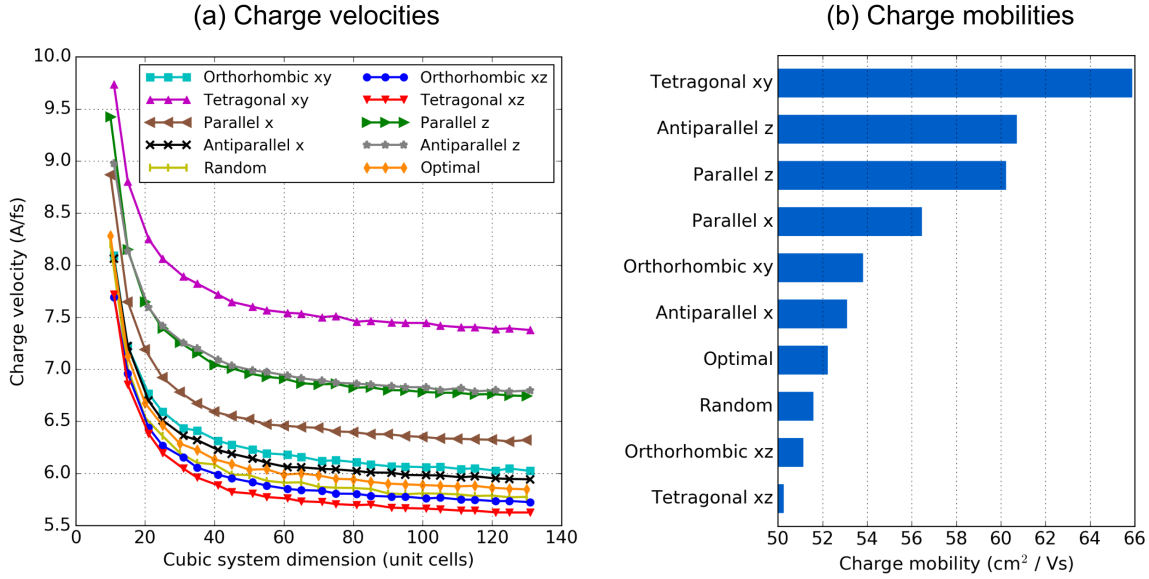 (a) Charge velocities
(b) Charge mobilities
10.0
9.5
9.0
8.5
8.0
7.5
7.0
6.5
6.0
5.5
Charge velocity (A/fs)
Orthorhombic xy
Orthorhombic xz
Tetragonal xy
Tetragonal xz
Parallel x
Parallel z
Antiparallel x
Antiparallel z
Random
Optimal
0 20 40 60 80 100 120 140
Cubic system dimension (unit cells)
Tetragonal xy
Antiparallel z
Parallel z
Parallel x
Orthorhombic xy
Antiparallel x
Optimal
Random
Orthorhombic xz
Tetragonal xz
50 52 54 56 58 60 62 64 66
Charge mobility (cm² / Vs)